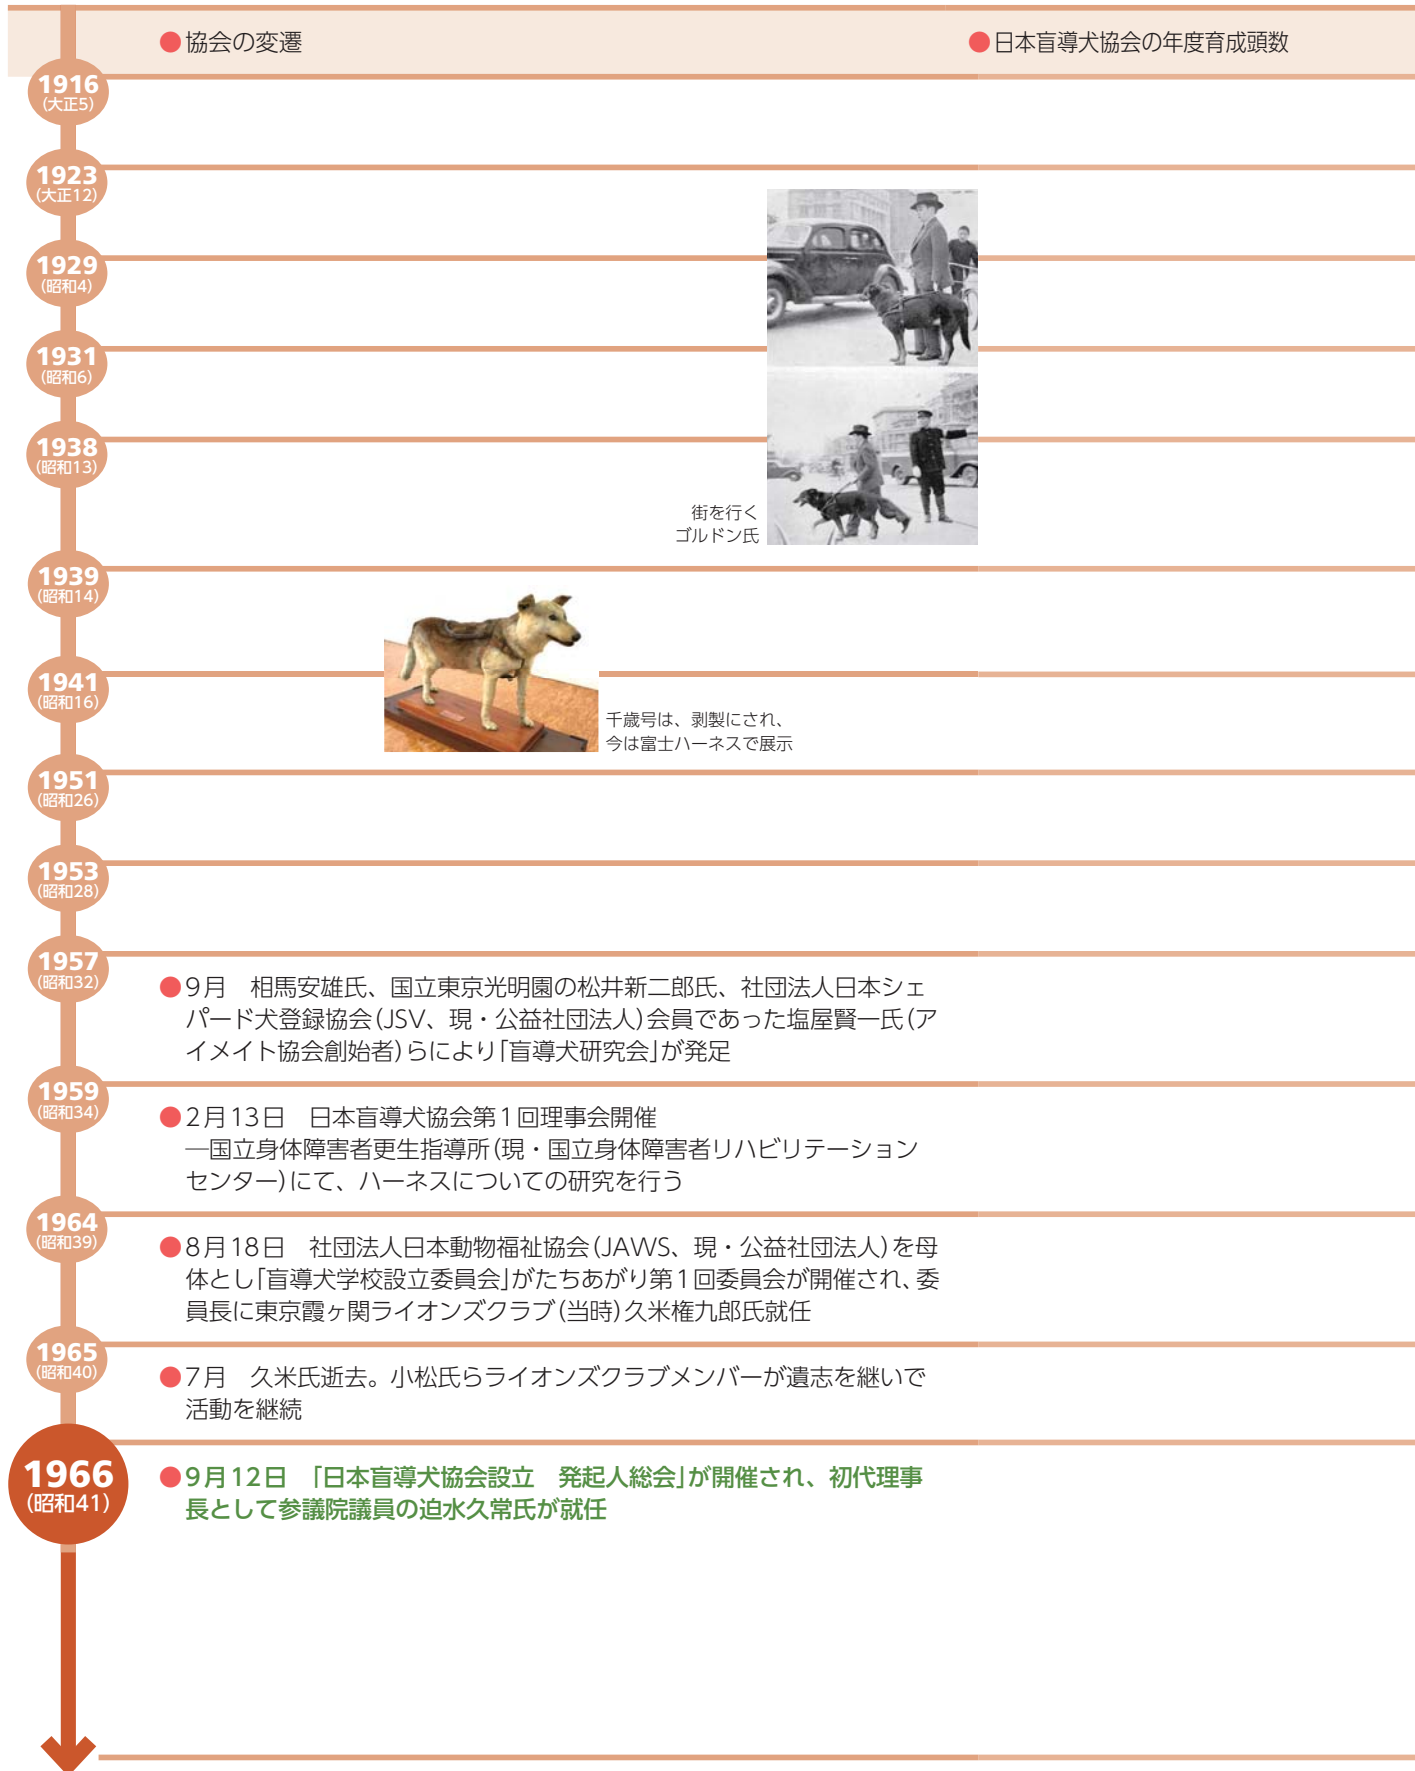 ●協会の変遷
●日本盲導犬協会の年度育成頭数
1916
(大正5)
1923
(大正12)
1929
(昭和4)
1931
(昭和6)
1938
(昭和13)
街を行く
ゴルドン氏
1939
(昭和14)
1941
(昭和16)
千歳号は、剥製にされ、
今は富士ハーネスで展示
1951
(昭和26)
1953
(昭和28)
1957
(昭和32)
●9月　相馬安雄氏、国立東京光明園の松井新二郎氏、社団法人日本シェ
パード犬登録協会(JSV、現・公益社団法人)会員であった塩屋賢一氏(ア
イメイト協会創始者)らにより「盲導犬研究会」が発足
1959
(昭和34)
●2月13日　日本盲導犬協会第1回理事会開催
―国立身体障害者更生指導所(現・国立身体障害者リハビリテーション
センター)にて、ハーネスについての研究を行う
1964
(昭和39)
●8月18日　社団法人日本動物福祉協会(JAWS、現・公益社団法人)を母
体とし「盲導犬学校設立委員会」がたちあがり第1回委員会が開催され、委
員長に東京霞ヶ関ライオンズクラブ(当時)久米権九郎氏就任
1965
(昭和40)
●7月　久米氏逝去。小松氏らライオンズクラブメンバーが遺志を継いで
活動を継続
1966
(昭和41)
●9月12日　「日本盲導犬協会設立　発起人総会」が開催され、初代理事
長として参議院議員の迫水久常氏が就任